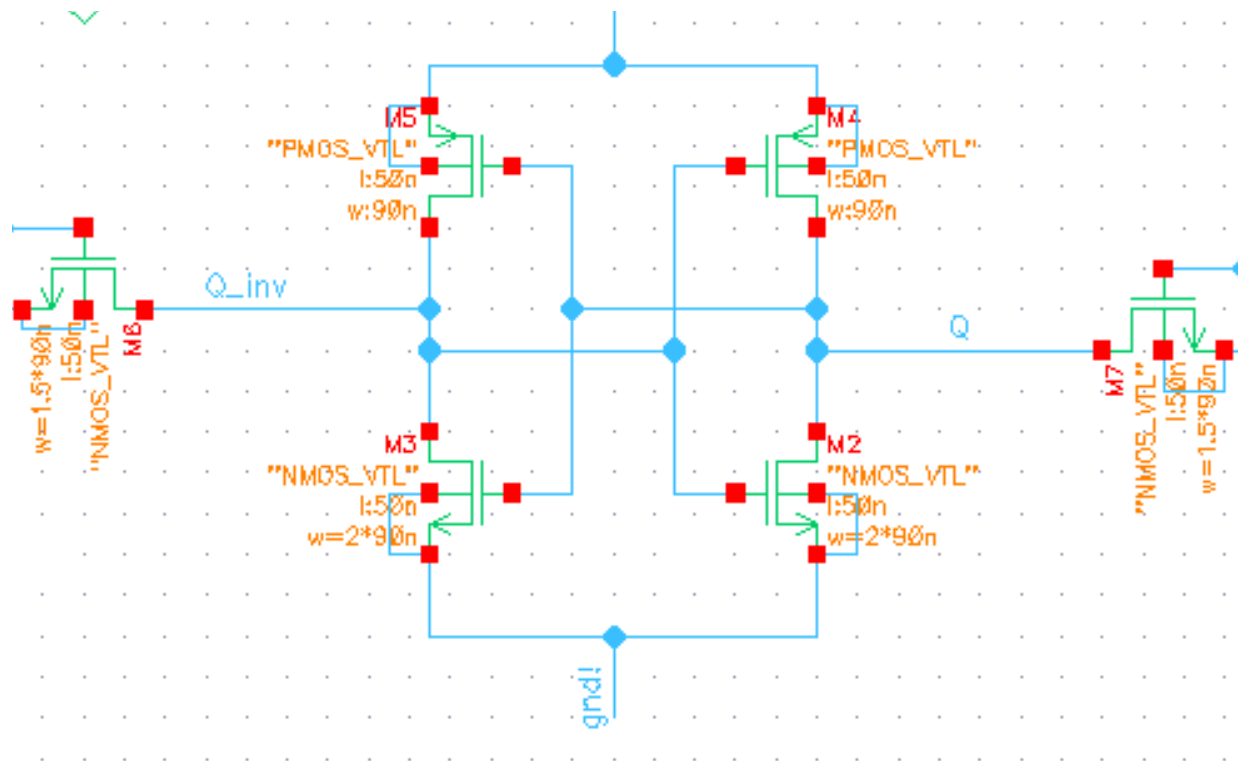 M5
"PMOS_VTL"
l:50n
w:90n
M4
"PMOS_VTL"
l:50n
w:90n
Q_inv
w=1.5*90n
l:50n
"NMOS_VTL"
M6
Q
M7
"NMOS_VTL"
l:50n
w=1.5*90n
M3
"NMOS_VTL"
l:50n
w=2*90n
M2
"NMOS_VTL"
l:50n
w=2*90n
gnd!